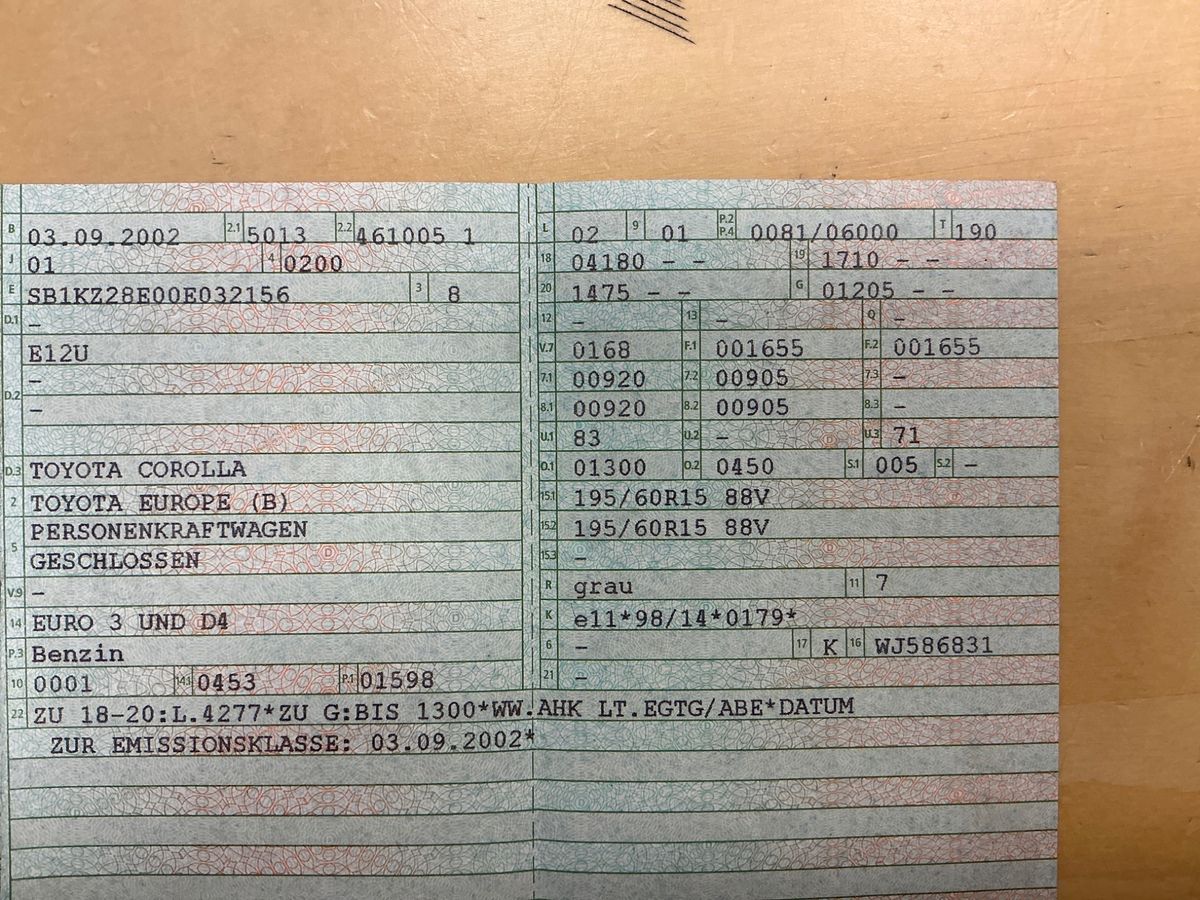 B 03.09.2002 2.1 5013 2.2 461005 1
J 01 4 0200
E SB1KZ28E00E032156 3 8
D.1 –
E12U
–
D.2 –
D.3 TOYOTA COROLLA
2 TOYOTA EUROPE (B)
5 PERSONENKRAFTWAGEN
GESCHLOSSEN
V.9 –
14 EURO 3 UND D4
P.3 Benzin
10 0001 14.1 0453 P.1 01598
L 02 9 01 P.2 P.4 0081/06000 T 190
18 04180 – – 19 1710 – –
20 1475 – – G 01205 – –
12 – 13 – Q –
V.7 0168 F.1 001655 F.2 001655
7.1 00920 7.2 00905 7.3 –
8.1 00920 8.2 00905 8.3 –
U.1 83 U.2 – U.3 71
O.1 01300 O.2 0450 S.1 005 S.2 –
15.1 195/60R15 88V
15.2 195/60R15 88V
15.3 –
R grau 11 7
K e11*98/14*0179*
6 – 17 K 16 WJ586831
21 –
22 ZU 18-20:L.4277*ZU G:BIS 1300*WW.AHK LT.EGTG/ABE*DATUM
ZUR EMISSIONSKLASSE: 03.09.2002*